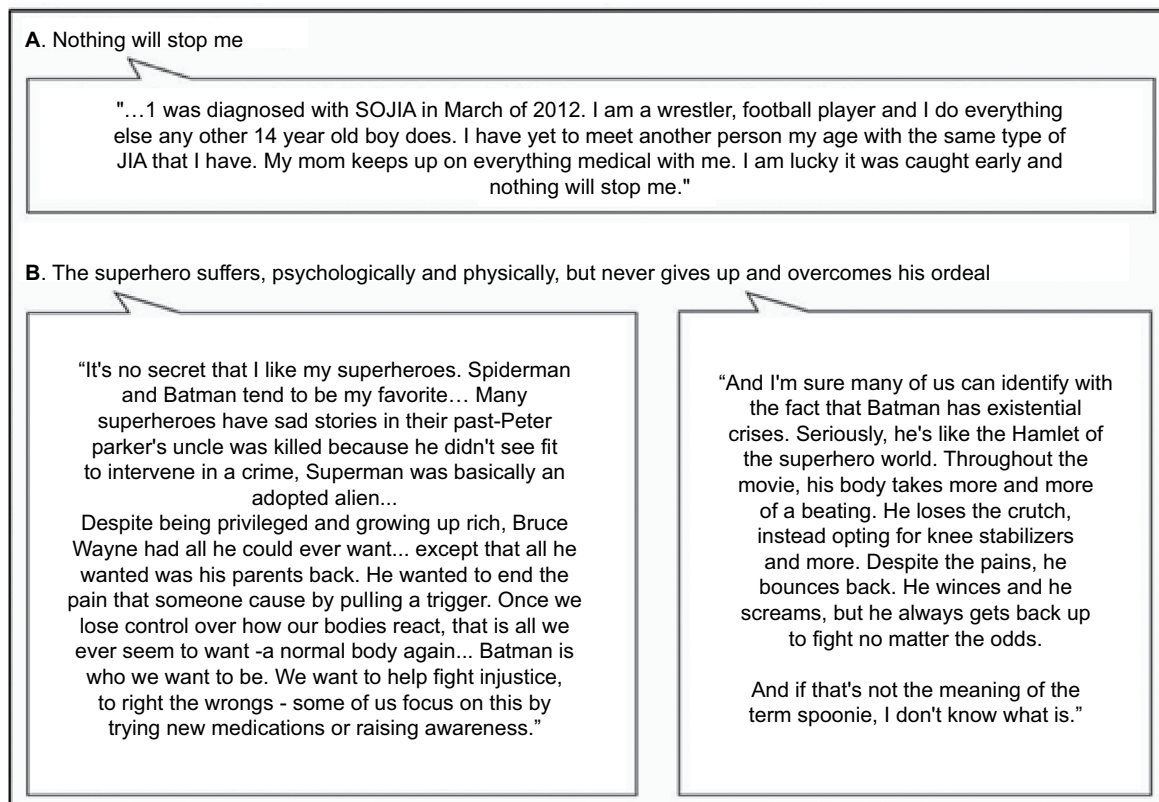 A. Nothing will stop me
"…1 was diagnosed with SOJIA in March of 2012. I am a wrestler, football player and I do everything
else any other 14 year old boy does. I have yet to meet another person my age with the same type of
JIA that I have. My mom keeps up on everything medical with me. I am lucky it was caught early and
nothing will stop me."
B. The superhero suffers, psychologically and physically, but never gives up and overcomes his ordeal
“It's no secret that I like my superheroes. Spiderman
and Batman tend to be my favorite… Many
superheroes have sad stories in their past-Peter
parker's uncle was killed because he didn't see fit
to intervene in a crime, Superman was basically an
adopted alien...
Despite being privileged and growing up rich, Bruce
Wayne had all he could ever want... except that all he
wanted was his parents back. He wanted to end the
pain that someone cause by pulling a trigger. Once we
lose control over how our bodies react, that is all we
ever seem to want -a normal body again... Batman is
who we want to be. We want to help fight injustice,
to right the wrongs - some of us focus on this by
trying new medications or raising awareness.”
“And I'm sure many of us can identify with
the fact that Batman has existential
crises. Seriously, he's like the Hamlet of
the superhero world. Throughout the
movie, his body takes more and more
of a beating. He loses the crutch,
instead opting for knee stabilizers
and more. Despite the pains, he
bounces back. He winces and he
screams, but he always gets back up
to fight no matter the odds.
And if that's not the meaning of the
term spoonie, I don't know what is.”